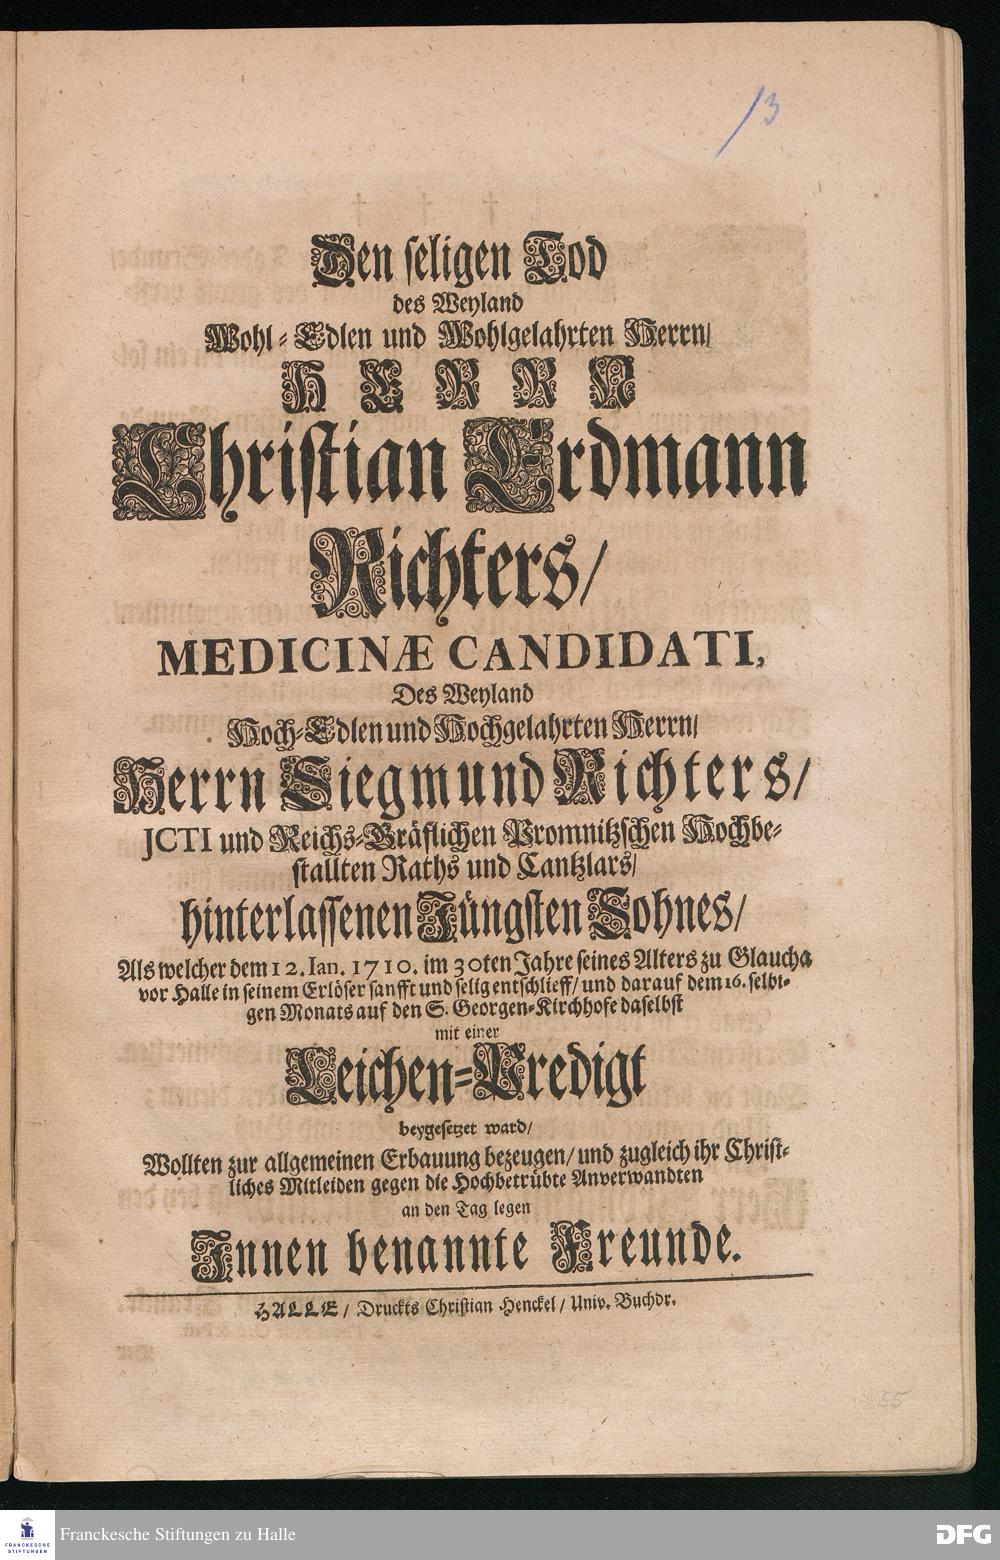 13
Den seligen Tod
des Weyland
Wohl-Edlen und Wohlgelahrten Herrn/
HERRN
Christian Erdmann
Richters/
MEDICINÆ CANDIDATI,
Des Weyland
Hoch-Edlen und Hochgelahrten Herrn/
Herrn Siegmund Richters/
JCTI und Reichs-Gräflichen Promnitzschen Hochbe-
stallten Raths und Cantzlars/
hinterlassenen Jüngsten Sohnes/
Als welcher dem 12. Jan. 1710. im 30ten Jahre seines Alters zu Glaucha
vor Halle in seinem Erlöser sanfft und selig entschlieff/ und darauf dem 16. selbi-
gen Monats auf den S. Georgen-Kirchhofe daselbst
mit einer
Leichen-Predigt
beygesetzet ward/
Wollten zur allgemeinen Erbauung bezeugen/ und zugleich ihr Christ-
liches Mitleiden gegen die Hochbetrübte Anverwandten
an den Tag legen
Innen benannte Freunde.
HALLE/ Druckts Christian Henckel/ Univ. Buchdr.
55
FRANCKESCHE
STIFTUNGEN
Franckesche Stiftungen zu Halle
DFG